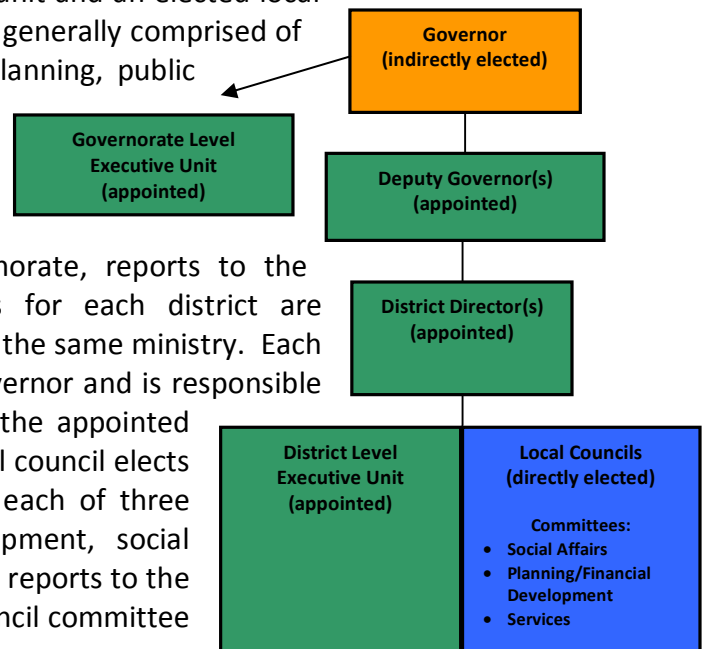 unit and an elected local
generally comprised of
planning, public
Governor
(indirectly elected)
Governorate Level
Executive Unit
(appointed)
Deputy Governor(s)
(appointed)
norate, reports to the
s for each district are
the same ministry. Each
vernor and is responsible
the appointed
l council elects
each of three
pment, social
reports to the
uncil committee
District Director(s)
(appointed)
District Level
Executive Unit
(appointed)
Local Councils
(directly elected)
Committees:
• Social Affairs
• Planning/Financial
Development
• Services